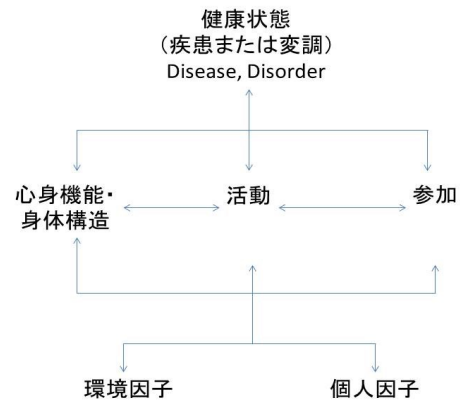 健康状態
（疾患または変調）
Disease, Disorder
心身機能・
身体構造
活動
参加
環境因子
個人因子